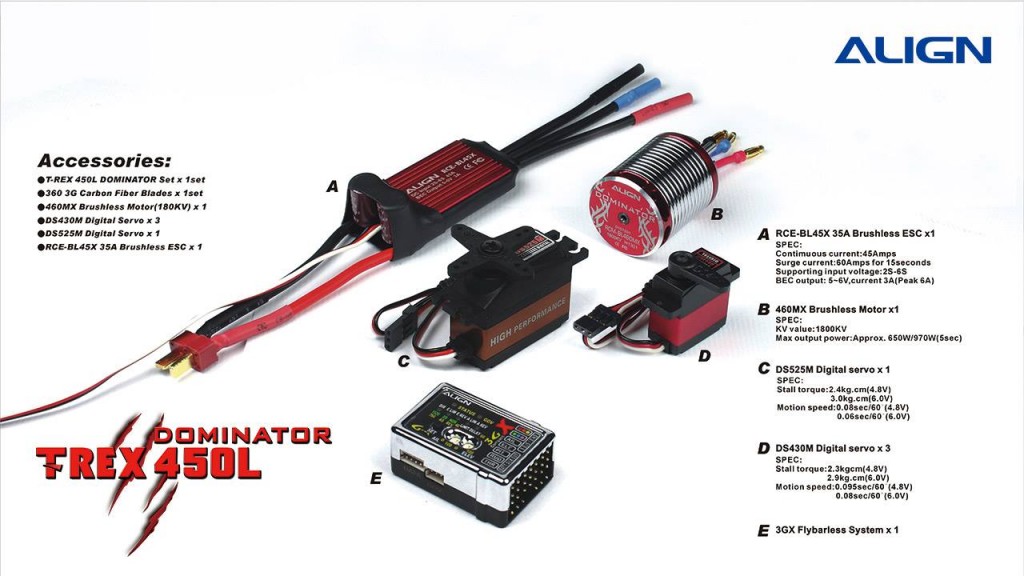 ALIGN
Accessories:
●T-REX 450L DOMINATOR Set x 1set
●360 3G Carbon Fiber Blades x 1set
●460MX Brushless Motor(180KV) x 1
●DS430M Digital Servo x 3
●DS525M Digital Servo x 1
●RCE-BL45X 35A Brushless ESC x 1
A
ALIGN RCE-BL45X
ALIGN
DOMINATOR
B
HIGH PERFORMANCE
C
D
ALIGN
E
DOMINATOR
T-REX 450L
A RCE-BL45X 35A Brushless ESC x1
SPEC:
Continuous current:45Amps
Surge current:60Amps for 15seconds
Supporting input voltage:2S-6S
BEC output: 5~6V,current 3A(Peak 6A)
B 460MX Brushless Motor x1
SPEC:
KV value:1800KV
Max output power:Approx. 650W/970W(5sec)
C DS525M Digital servo x 1
SPEC:
Stall torque:2.4kg.cm(4.8V)
3.0kg.cm(6.0V)
Motion speed:0.08sec/60˚(4.8V)
0.06sec/60˚(6.0V)
D DS430M Digital servo x 3
SPEC:
Stall torque:2.3kgcm(4.8V)
2.9kg.cm(6.0V)
Motion speed:0.095sec/60˚(4.8V)
0.08sec/60˚(6.0V)
E 3GX Flybarless System x 1